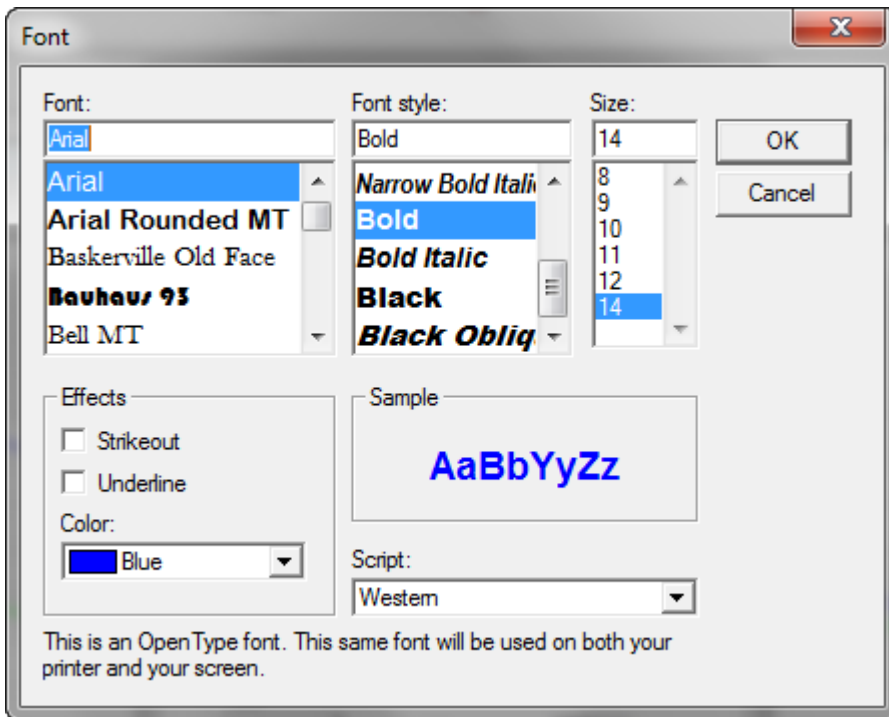 Font
Font:
Arial
Arial
Arial Rounded MT
Baskerville Old Face
Bauhaus 93
Bell MT
Font style:
Bold
Narrow Bold Itali
Bold
Bold Italic
Black
Black Obliq
Size:
14
8
9
10
11
12
14
OK
Cancel
Effects
Strikeout
Underline
Color:
Blue
Sample
AaBbYyZz
Script:
Western
This is an OpenType font. This same font will be used on both your
printer and your screen.